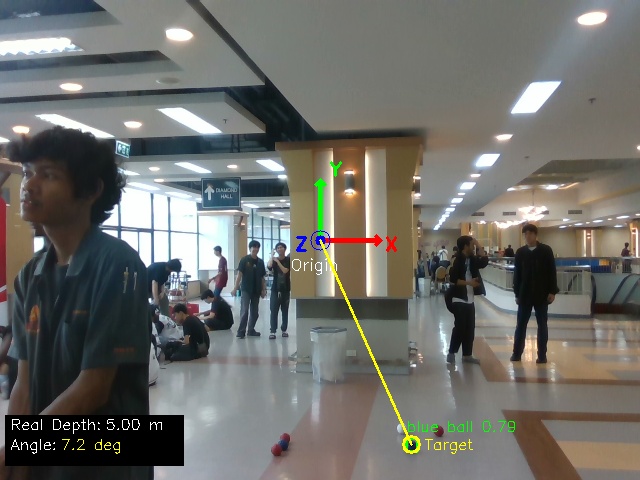 DIAMOND
HALL
Y
Z
X
Origin
blue ball 0.79
Target
Real Depth: 5.00 m
Angle: 7.2 deg